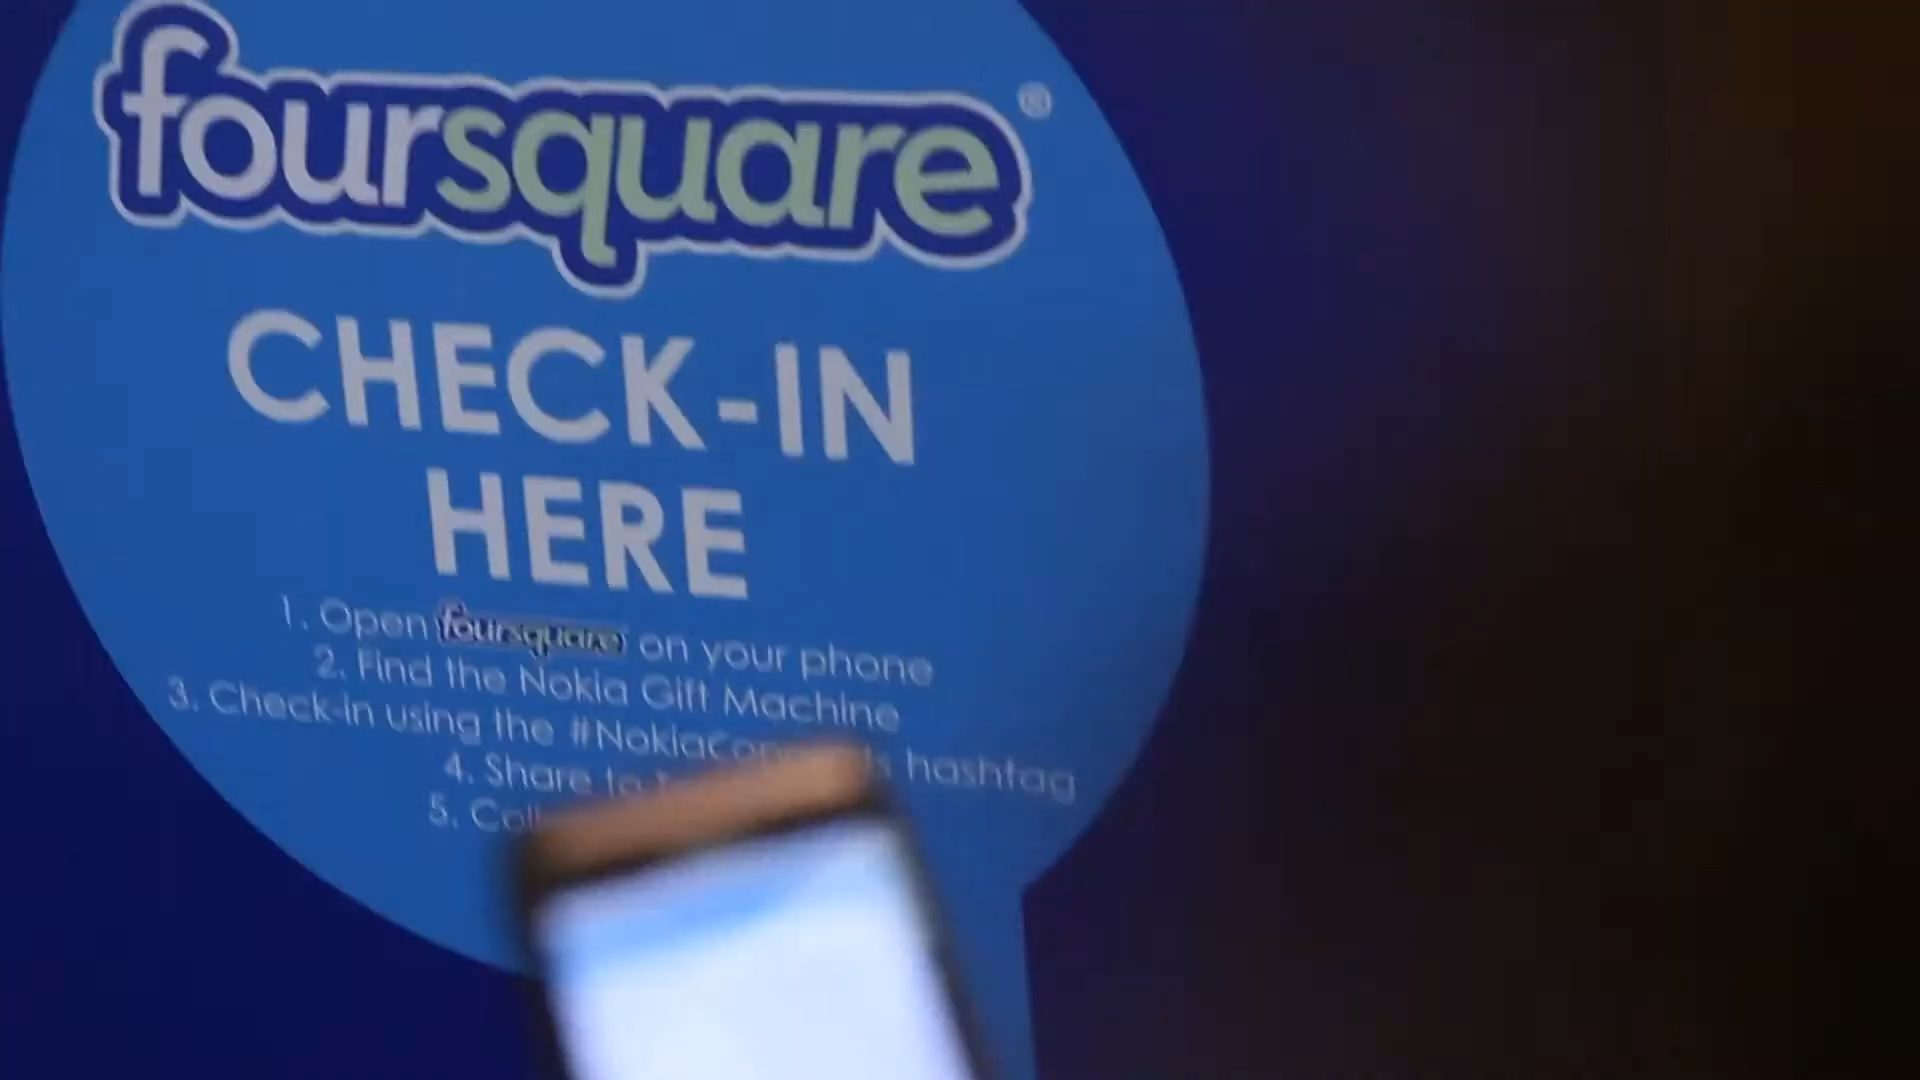 foursquare®
CHECK-IN
HERE
1. Open foursquare on your phone
2. Find the Nokia Gift Machine
3. Check-in using the hashtag
4. Share to
5.